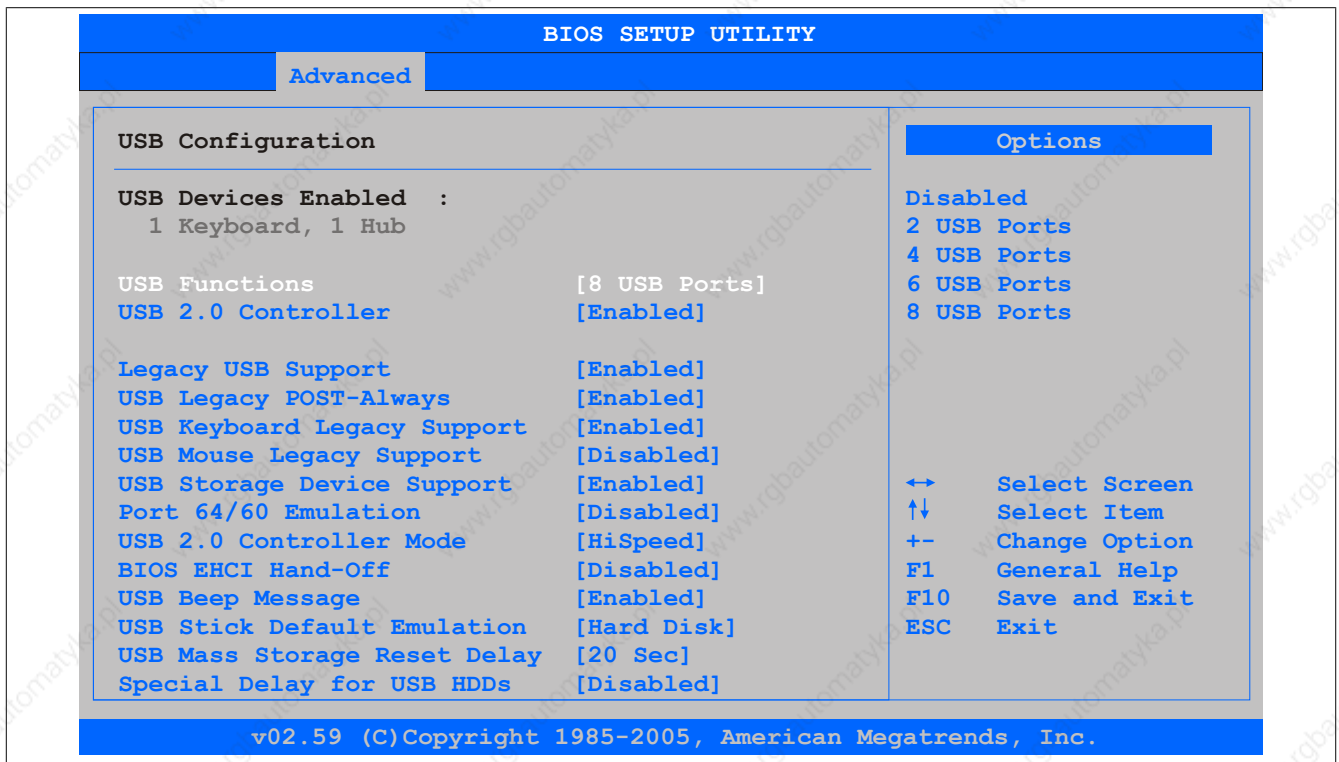 BIOS SETUP UTILITY
Advanced
USB Configuration
USB Devices Enabled :
1 Keyboard, 1 Hub
USB Functions [8 USB Ports]
USB 2.0 Controller [Enabled]
Legacy USB Support [Enabled]
USB Legacy POST-Always [Enabled]
USB Keyboard Legacy Support [Enabled]
USB Mouse Legacy Support [Disabled]
USB Storage Device Support [Enabled]
Port 64/60 Emulation [Disabled]
USB 2.0 Controller Mode [HiSpeed]
BIOS EHCI Hand-Off [Disabled]
USB Beep Message [Enabled]
USB Stick Default Emulation [Hard Disk]
USB Mass Storage Reset Delay [20 Sec]
Special Delay for USB HDDs [Disabled]
Options
Disabled
2 USB Ports
4 USB Ports
6 USB Ports
8 USB Ports
←→ Select Screen
↑↓ Select Item
+- Change Option
F1 General Help
F10 Save and Exit
ESC Exit
v02.59 (C)Copyright 1985-2005, American Megatrends, Inc.
www.rgbautomatyka.pl